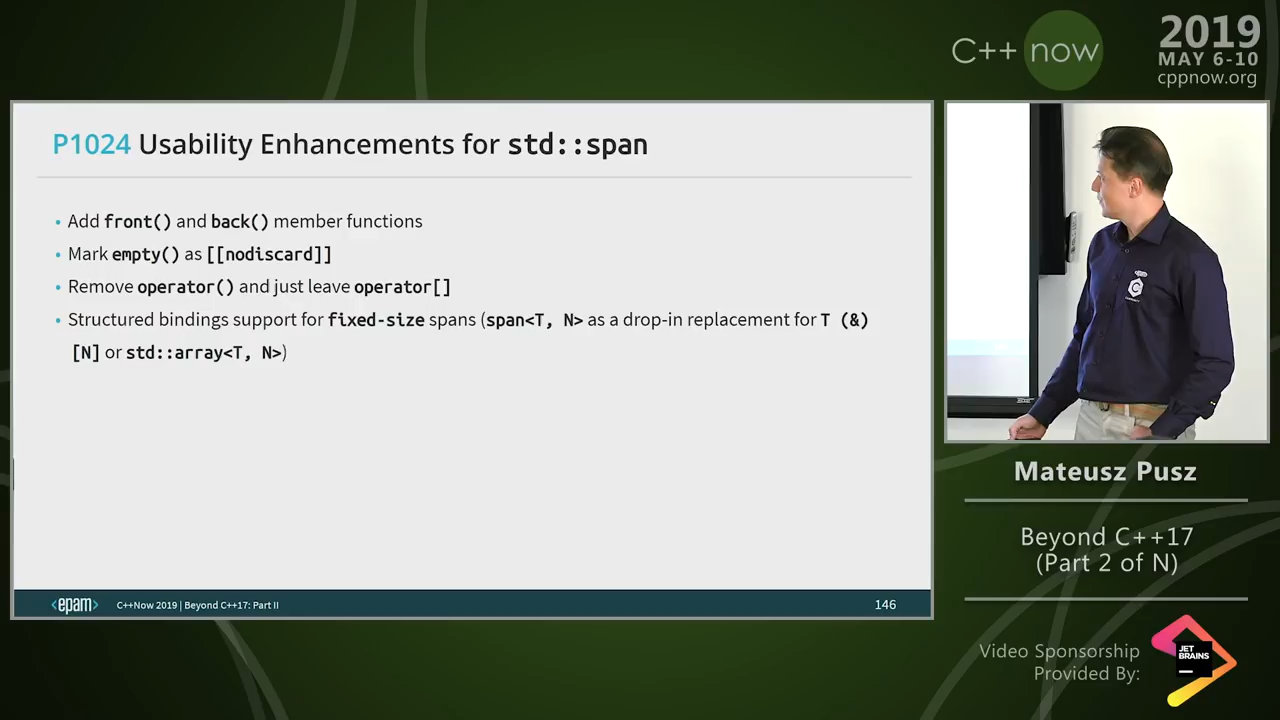 C++ now
2019
MAY 6-10
cppnow.org
P1024 Usability Enhancements for std::span
• Add front() and back() member functions
• Mark empty() as [[nodiscard]]
• Remove operator() and just leave operator[]
• Structured bindings support for fixed-size spans (span<T, N> as a drop-in replacement for T (&)
[N] or std::array<T, N>)
<epam> C++Now 2019 | Beyond C++17: Part II 146
Mateusz Pusz
Beyond C++17
(Part 2 of N)
Video Sponsorship
Provided By:
JET
BRAINS